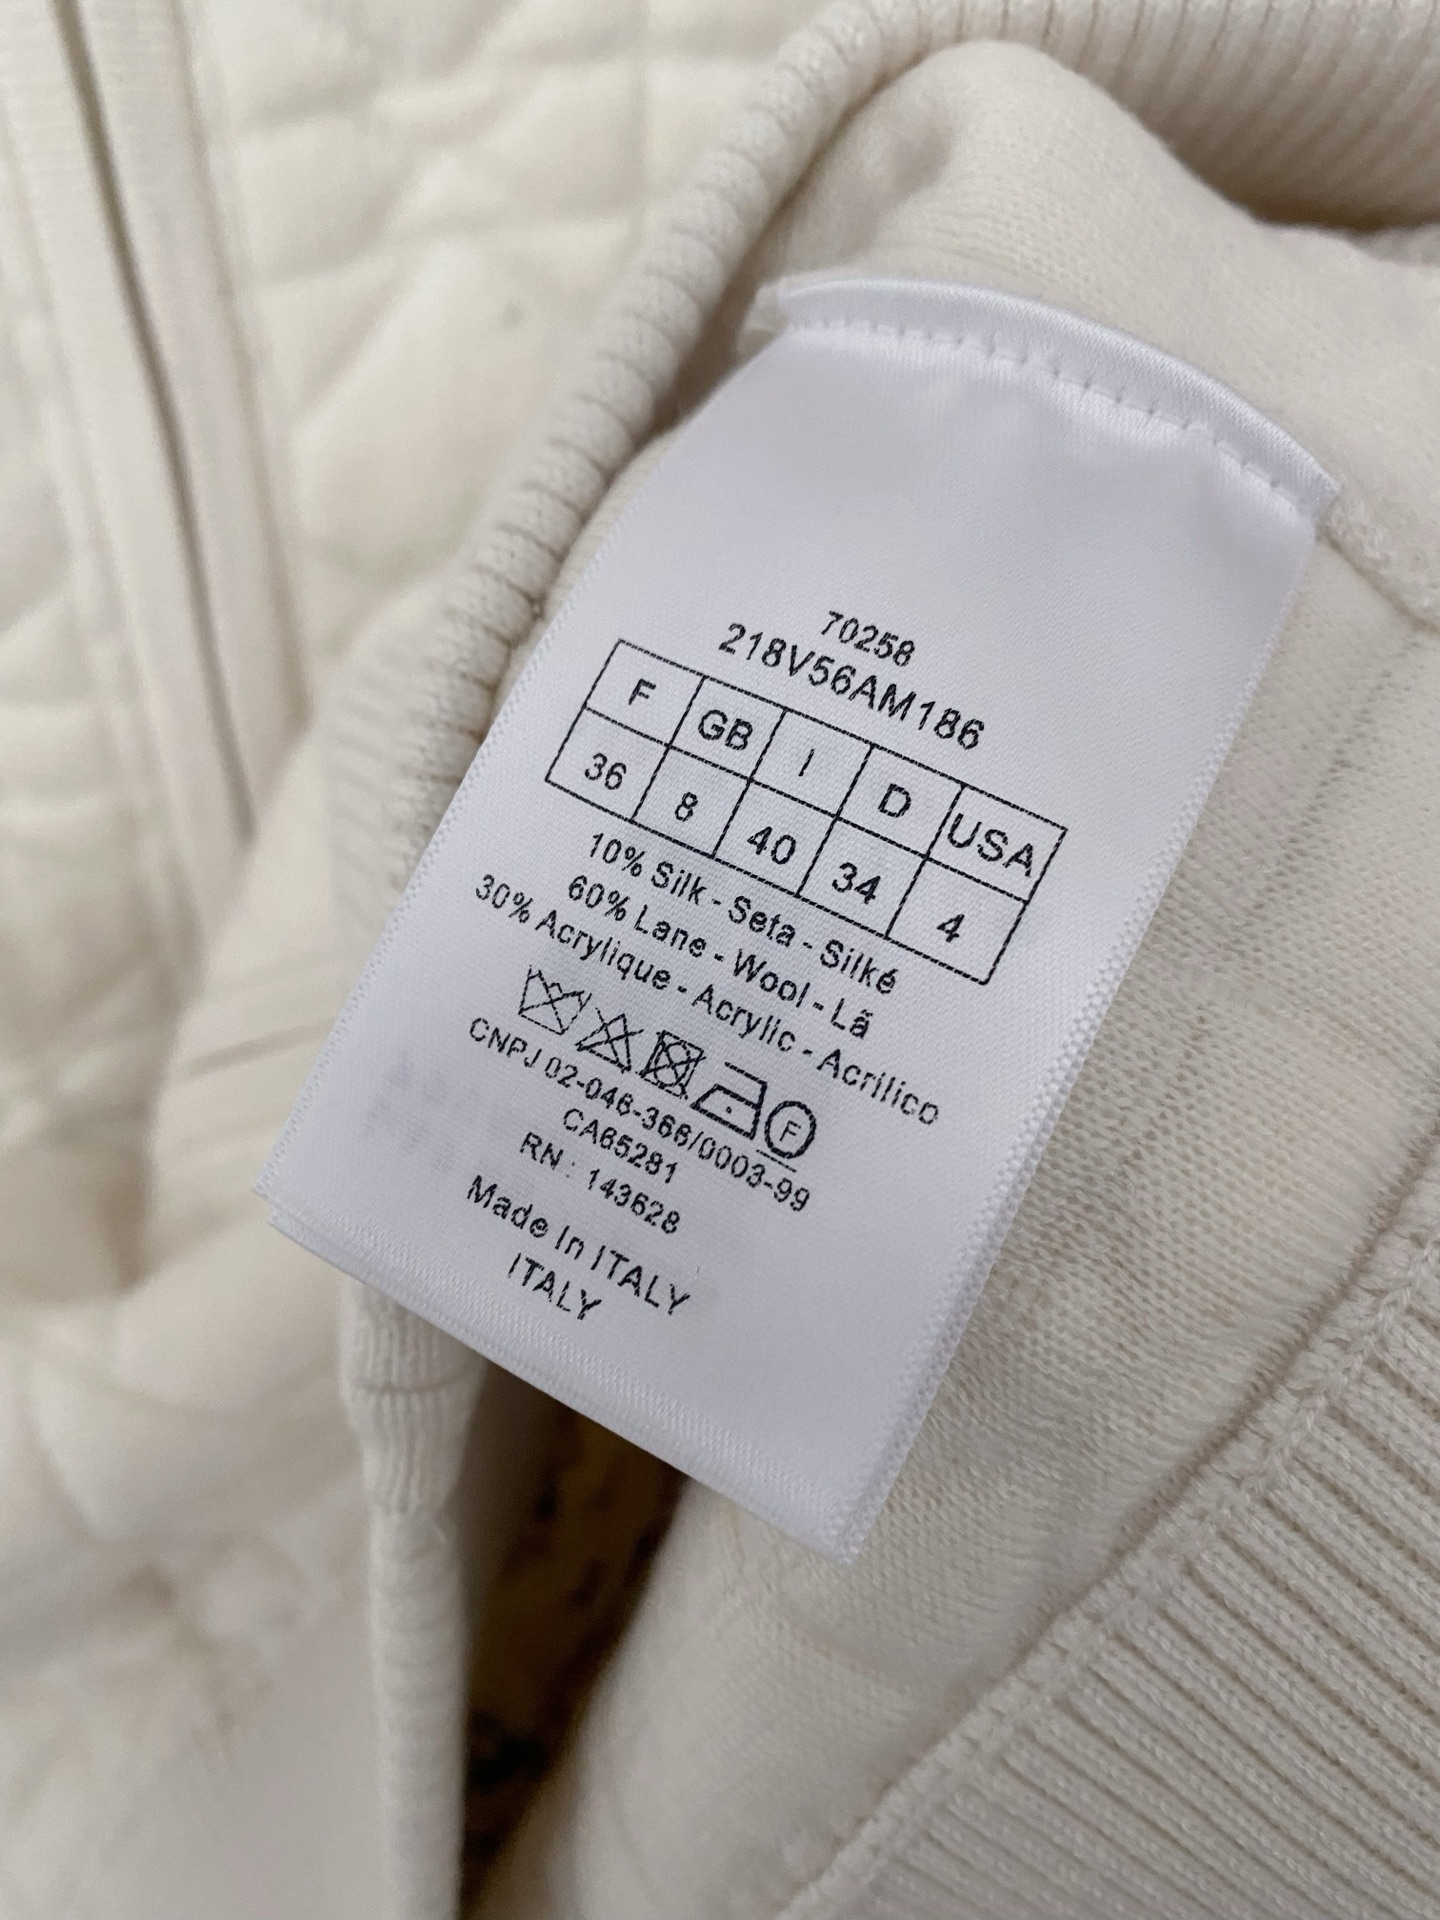 70258
218V56AM186
F GB I D USA
36 8 40 34 4
10% Silk - Seta - Silké
60% Lane - Wool - Lã
30% Acrylique - Acrylic - Acrilico
F
CNPJ 02-046-366/0003-99
CA65281
RN : 143628
Made In ITALY
ITALY